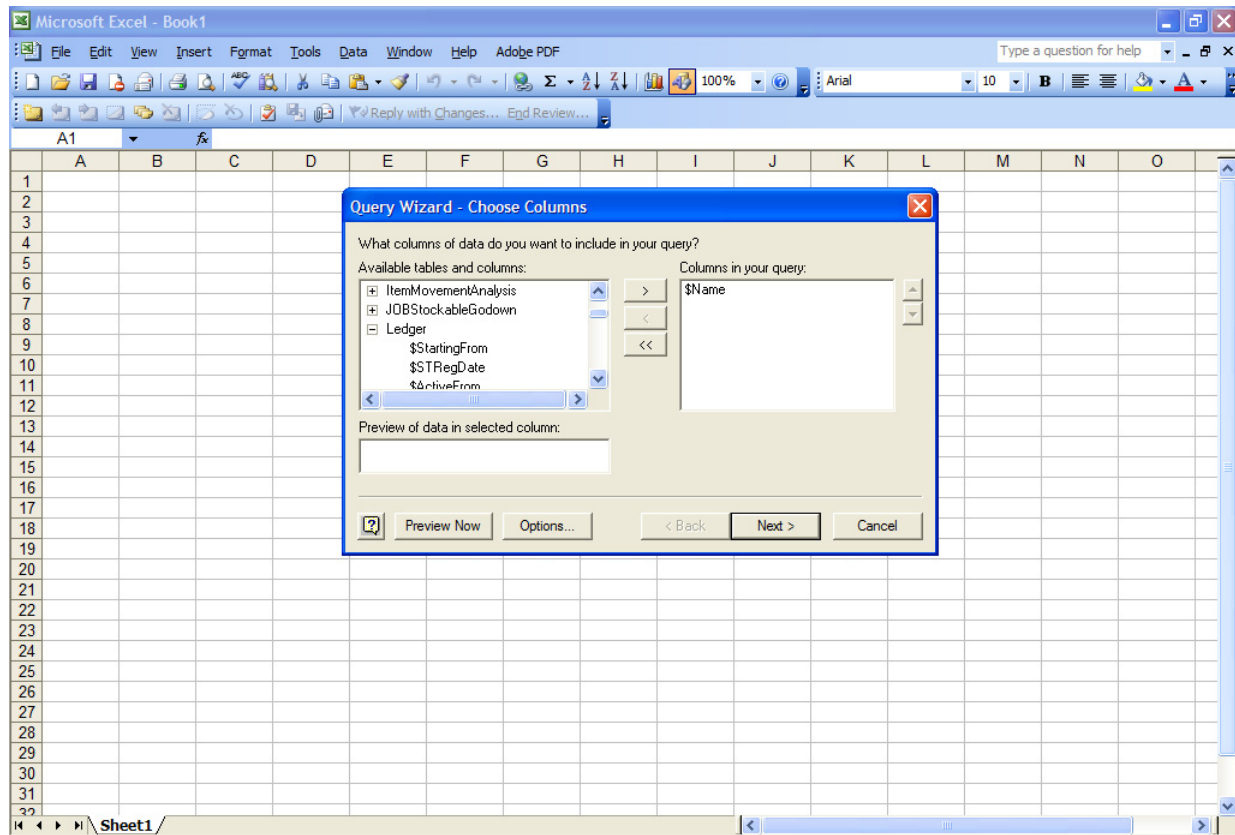 Microsoft Excel - Book1
File Edit View Insert Format Tools Data Window Help Adobe PDF Type a question for help
100% Arial 10 B A
Reply with Changes... End Review...
A1 fx
A B C D E F G H I J K L M N O
1
2
3
4
5
6
7
8
9
10
11
12
13
14
15
16
17
18
19
20
21
22
23
24
25
26
27
28
29
30
31
32
Query Wizard - Choose Columns
What columns of data do you want to include in your query?
Available tables and columns: Columns in your query:
ItemMovementAnalysis > $Name
JOBStockableGodown <
Ledger <<
$StartingFrom
$STRegDate
$ActiveFrom
Preview of data in selected column:
Preview Now Options... < Back Next > Cancel
Sheet1